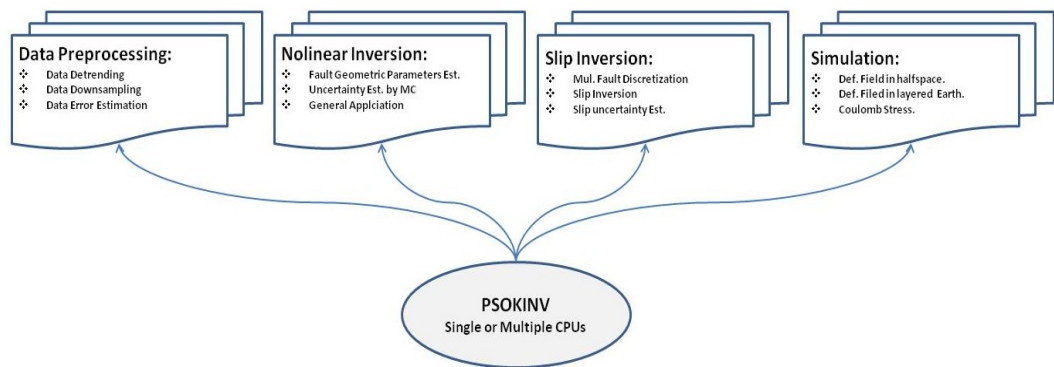 Data Preprocessing:
Data Detrending
Data Downsampling
Data Error Estimation
Nolinear Inversion:
Fault Geometric Parameters Est.
Uncertainty Est. by MC
General Applciation
Slip Inversion:
Mul. Fault Discretization
Slip Inversion
Slip uncertainty Est.
Simulation:
Def. Field in halfspace.
Def. Filed in layered Earth.
Coulomb Stress.
PSOKINV
Single or Multiple CPUs